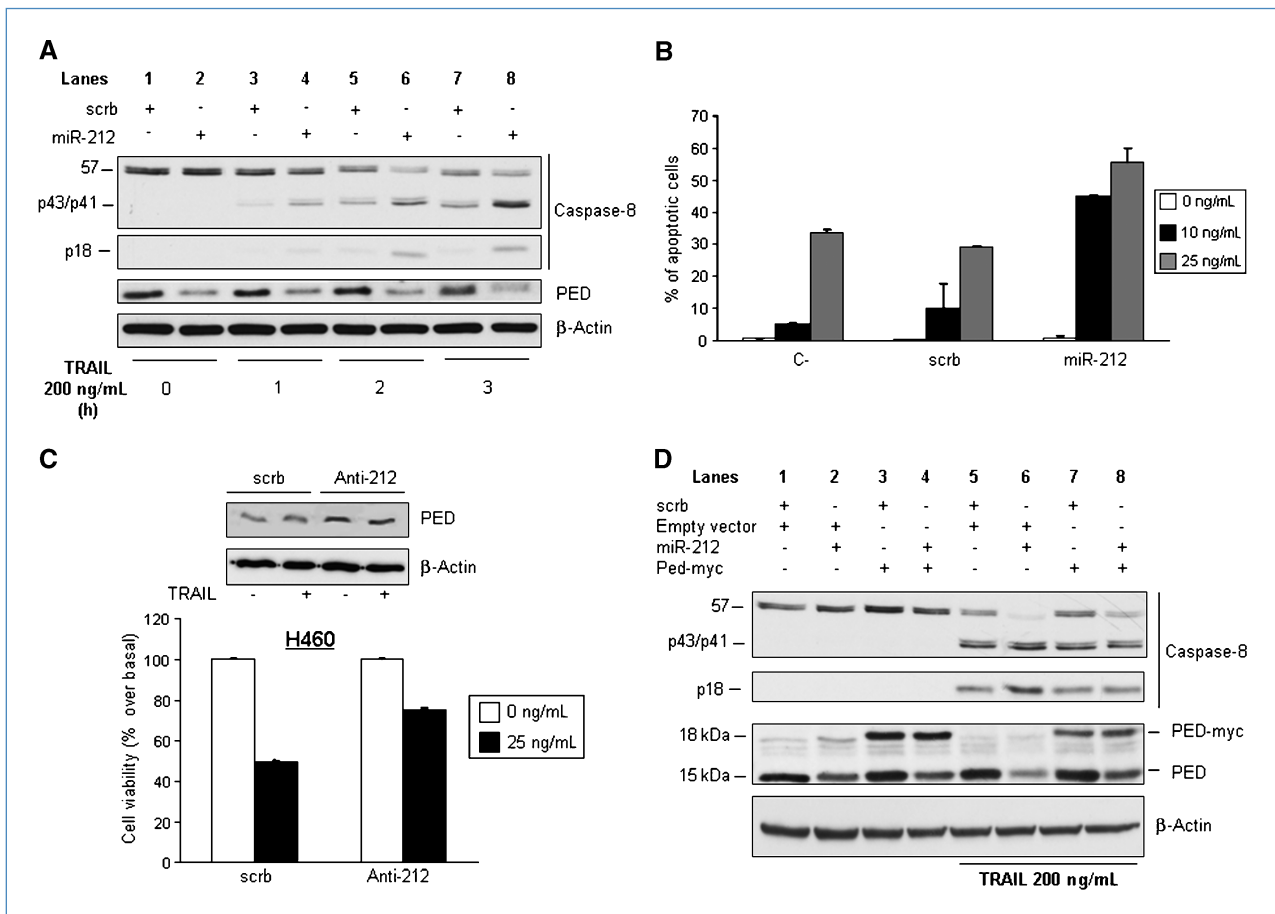 A
Lanes 1 2 3 4 5 6 7 8
scrb + - + - + - + -
miR-212 - + - + - + - +
57
p43/p41
Caspase-8
p18
PED
β-Actin
TRAIL
200 ng/mL
(h)
0 1 2 3
B
% of apoptotic cells
70
60
50
40
30
20
10
0
C- scrb miR-212
0 ng/mL
10 ng/mL
25 ng/mL
C
scrb Anti-212
PED
β-Actin
TRAIL - + - +
Cell viability (% over basal)
120
100
80
60
40
20
0
H460
scrb Anti-212
0 ng/mL
25 ng/mL
D
Lanes 1 2 3 4 5 6 7 8
scrb + - + - + - + -
Empty vector + + - - + + - -
miR-212 - + - + - + - +
Ped-myc - - + + - - + +
57
p43/p41
Caspase-8
p18
18 kDa PED-myc
15 kDa PED
β-Actin
TRAIL 200 ng/mL